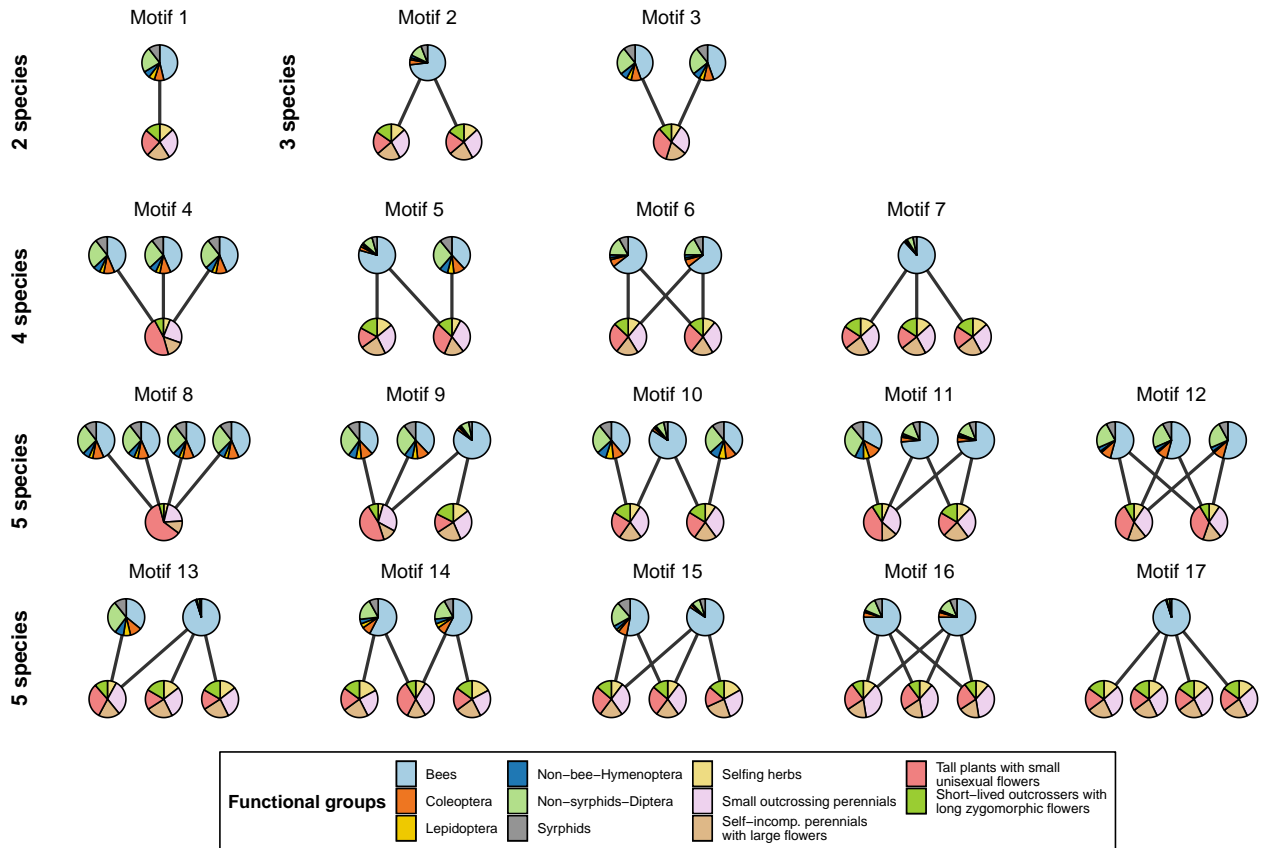 Motif 1
Motif 2
Motif 3
2 species
3 species
Motif 4
Motif 5
Motif 6
Motif 7
4 species
Motif 8
Motif 9
Motif 10
Motif 11
Motif 12
5 species
Motif 13
Motif 14
Motif 15
Motif 16
Motif 17
5 species
Functional groups
Bees
Coleoptera
Lepidoptera
Non−bee−Hymenoptera
Non−syrphids−Diptera
Syrphids
Selfing herbs
Small outcrossing perennials
Self−incomp. perennials
with large flowers
Tall plants with small
unisexual flowers
Short−lived outcrossers with
long zygomorphic flowers